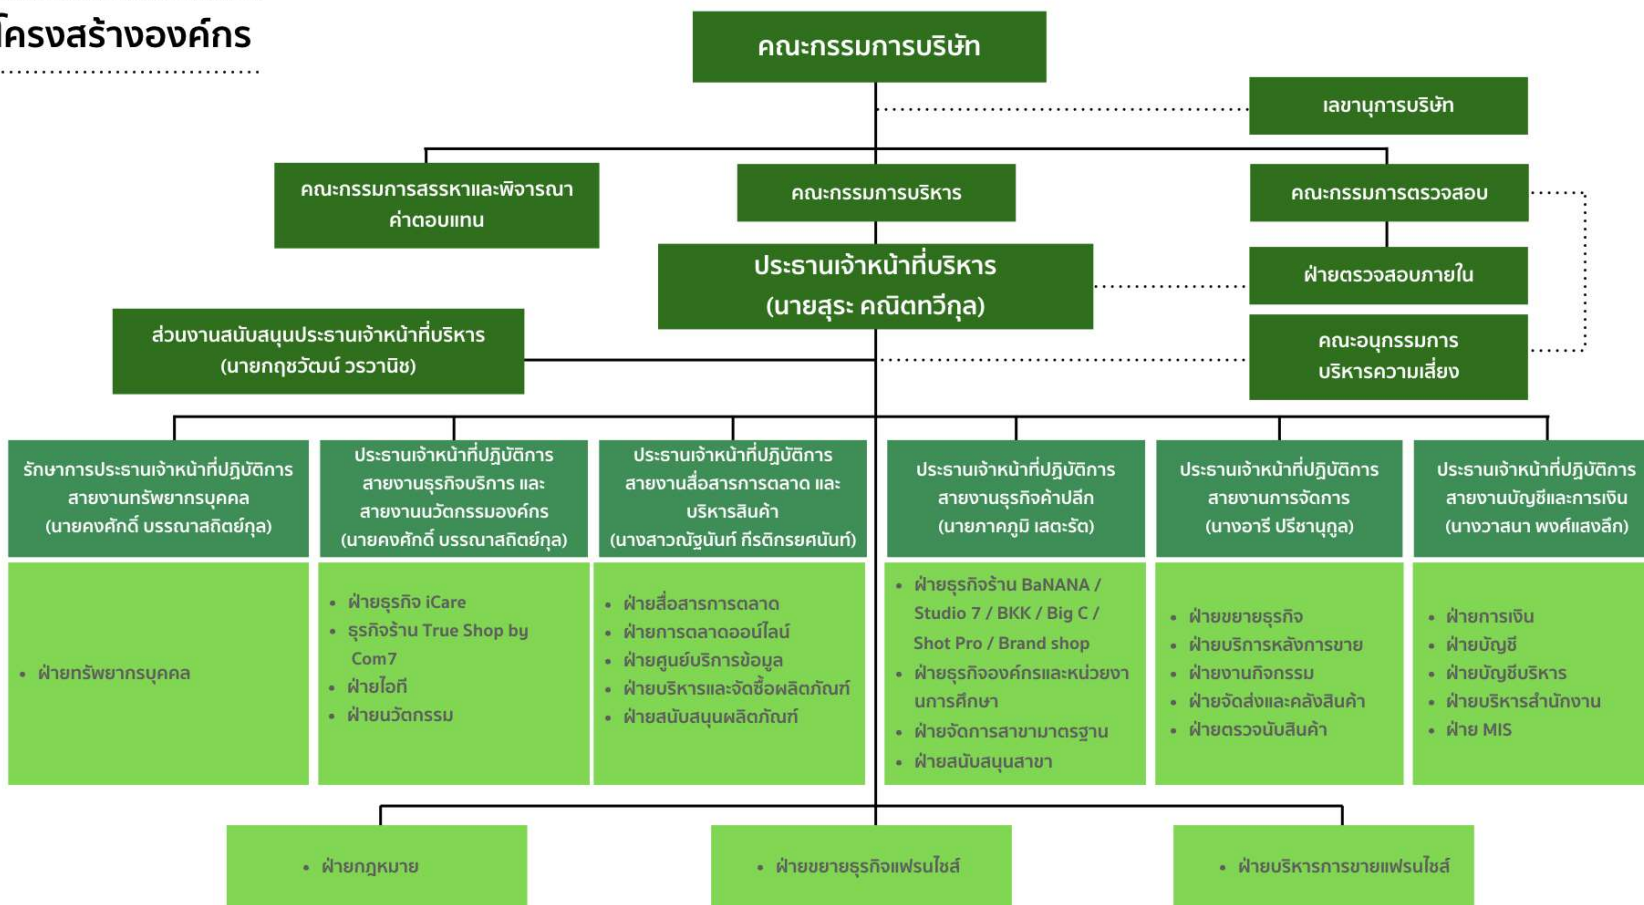 โครงสร้างองค์กร
คณะกรรมการบริษัท
เลขานุการบริษัท
คณะกรรมการสรรหาและพิจารณา
ค่าตอบแทน
คณะกรรมการบริหาร
คณะกรรมการตรวจสอบ
ประธานเจ้าหน้าที่บริหาร
(นายสุระ คณิตทวีกุล)
ฝ่ายตรวจสอบภายใน
ส่วนงานสนับสนุนประธานเจ้าหน้าที่บริหาร
(นายกฤชวัฒน์ วรวานิช)
คณะอนุกรรมการ
บริหารความเสี่ยง
รักษาการประธานเจ้าหน้าที่ปฏิบัติการ
สายงานทรัพยากรบุคคล
(นายคงศักดิ์ บรรณาสถิตย์กุล)
ประธานเจ้าหน้าที่ปฏิบัติการ
สายงานธุรกิจบริการ และ
สายงานนวัตกรรมองค์กร
(นายคงศักดิ์ บรรณาสถิตย์กุล)
ประธานเจ้าหน้าที่ปฏิบัติการ
สายงานสื่อสารการตลาด และ
บริหารสินค้า
(นางสาวณัฐนันท์ กีรติกรยศนันท์)
ประธานเจ้าหน้าที่ปฏิบัติการ
สายงานธุรกิจค้าปลีก
(นายภาคภูมิ เสตะรัต)
ประธานเจ้าหน้าที่ปฏิบัติการ
สายงานการจัดการ
(นางอารี ปรีชานุกูล)
ประธานเจ้าหน้าที่ปฏิบัติการ
สายงานบัญชีและการเงิน
(นางวาสนา พงศ์แสงลึก)
• ฝ่ายทรัพยากรบุคคล
• ฝ่ายธุรกิจ iCare
• ธุรกิจร้าน True Shop by
Com7
• ฝ่ายไอที
• ฝ่ายนวัตกรรม
• ฝ่ายสื่อสารการตลาด
• ฝ่ายการตลาดออนไลน์
• ฝ่ายศูนย์บริการข้อมูล
• ฝ่ายบริหารและจัดซื้อผลิตภัณฑ์
• ฝ่ายสนับสนุนผลิตภัณฑ์
• ฝ่ายธุรกิจร้าน BaNANA /
Studio 7 / BKK / Big C /
Shot Pro / Brand shop
• ฝ่ายธุรกิจองค์กรและหน่วยงา
นการศึกษา
• ฝ่ายจัดการสาขามาตรฐาน
• ฝ่ายสนับสนุนสาขา
• ฝ่ายขยายธุรกิจ
• ฝ่ายบริการหลังการขาย
• ฝ่ายงานกิจกรรม
• ฝ่ายจัดส่งและคลังสินค้า
• ฝ่ายตรวจนับสินค้า
• ฝ่ายการเงิน
• ฝ่ายบัญชี
• ฝ่ายบัญชีบริหาร
• ฝ่ายบริหารสำนักงาน
• ฝ่าย MIS
• ฝ่ายกฎหมาย
• ฝ่ายขยายธุรกิจแฟรนไชส์
• ฝ่ายบริหารการขายแฟรนไชส์